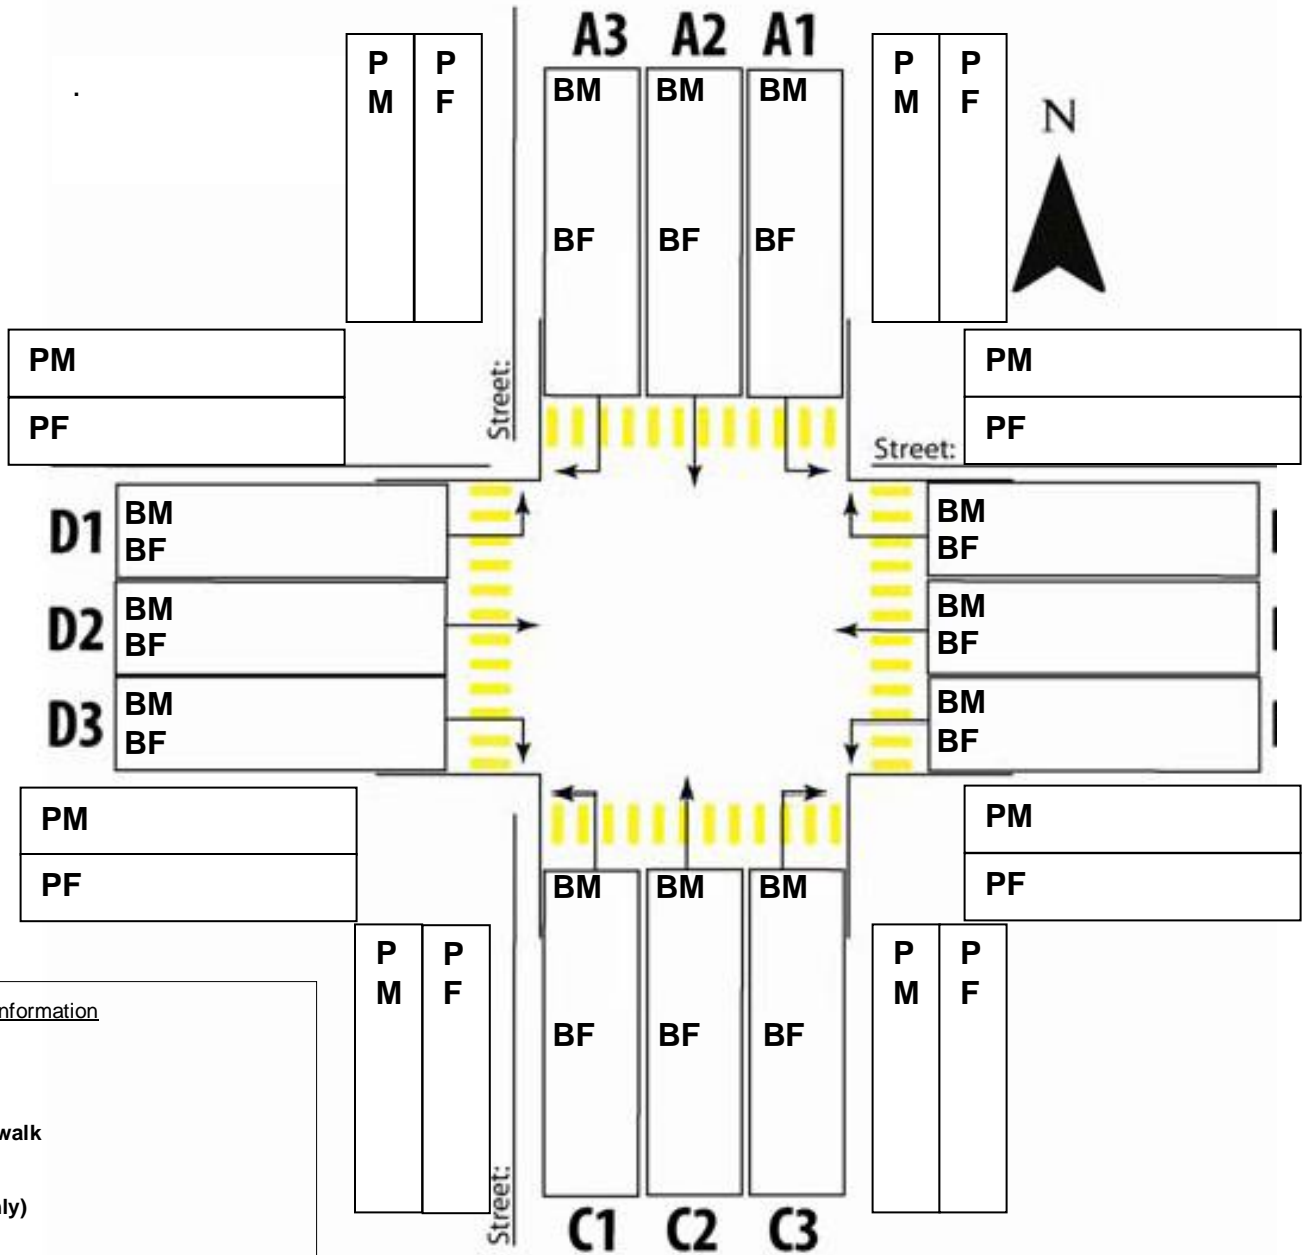 A3 A2 A1
P P BM BM BM P P
M F M F
.
N
BF BF BF
PM PM
PF PF
Street:
Street:
D1 BM BM
BF BF
D2 BM BM
BF BF
D3 BM BM
BF BF
PM PM
PF PF
BM BM BM
P P P P
M F M F
nformation
BF BF BF
walk
ly)
Street:
C1 C2 C3